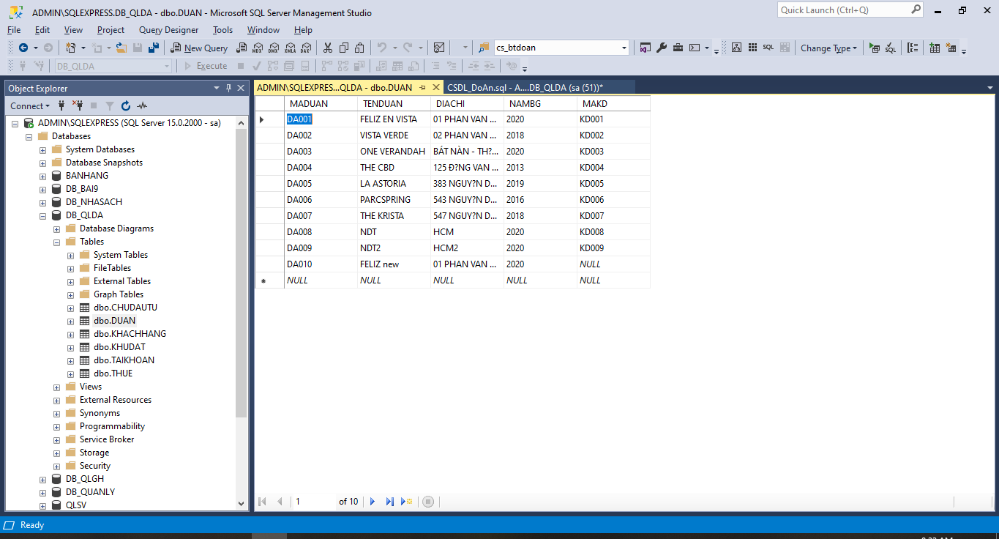 ADMIN\SQLEXPRESS.DB_QLDA - dbo.DUAN - Microsoft SQL Server Management Studio
Quick Launch (Ctrl+Q)
File Edit View Project Query Designer Tools Window Help
New Query MDX DMX XMLA DAX cs_btdoan SQL Change Type SQL
DB_QLDA Execute
Object Explorer
Connect
ADMIN\SQLEXPRESS (SQL Server 15.0.2000 - sa)
Databases
System Databases
Database Snapshots
BANHANG
DB_BAI9
DB_NHASACH
DB_QLDA
Database Diagrams
Tables
System Tables
FileTables
External Tables
Graph Tables
dbo.CHUDAUTU
dbo.DUAN
dbo.KHACHHANG
dbo.KHUDAT
dbo.TAIKHOAN
dbo.THUE
Views
External Resources
Synonyms
Programmability
Service Broker
Storage
Security
DB_QLGH
DB_QUANLY
QLSV
ADMIN\SQLEXPRES...QLDA - dbo.DUAN CSDL_DoAn.sql - A....DB_QLDA (sa (51))*
MADUAN TENDUAN DIACHI NAMBG MAKD
DA001 FELIZ EN VISTA 01 PHAN VAN ... 2020 KD001
DA002 VISTA VERDE 02 PHAN VAN ... 2018 KD002
DA003 ONE VERANDAH BÁT NÀN - TH?... 2020 KD003
DA004 THE CBD 125 Đ?NG VAN ... 2013 KD004
DA005 LA ASTORIA 383 NGUY?N D... 2019 KD005
DA006 PARCSPRING 543 NGUY?N D... 2016 KD006
DA007 THE KRISTA 547 NGUY?N D... 2018 KD007
DA008 NDT HCM 2020 KD008
DA009 NDT2 HCM2 2020 KD009
DA010 FELIZ new 01 PHAN VAN ... 2020 NULL
NULL NULL NULL NULL NULL
1 of 10
Ready